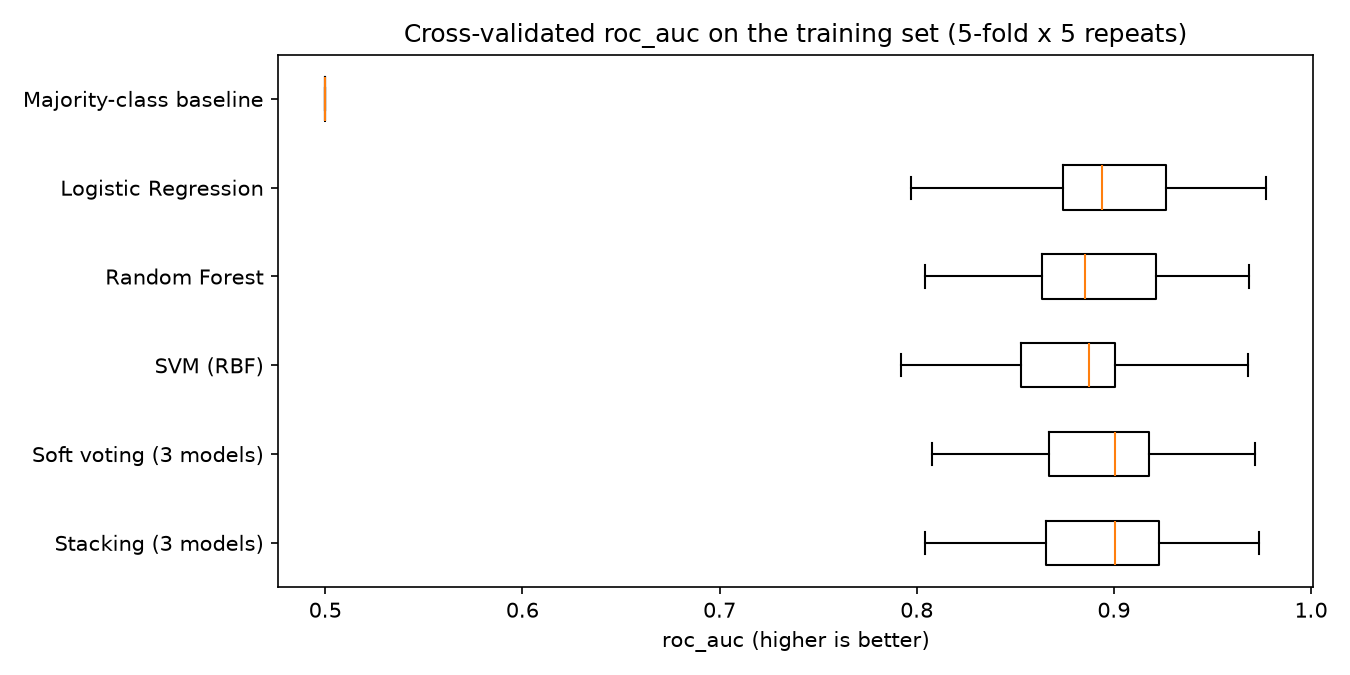 Cross-validated roc_auc on the training set (5-fold x 5 repeats)
Majority-class baseline
Logistic Regression
Random Forest
SVM (RBF)
Soft voting (3 models)
Stacking (3 models)
0.5 0.6 0.7 0.8 0.9 1.0
roc_auc (higher is better)